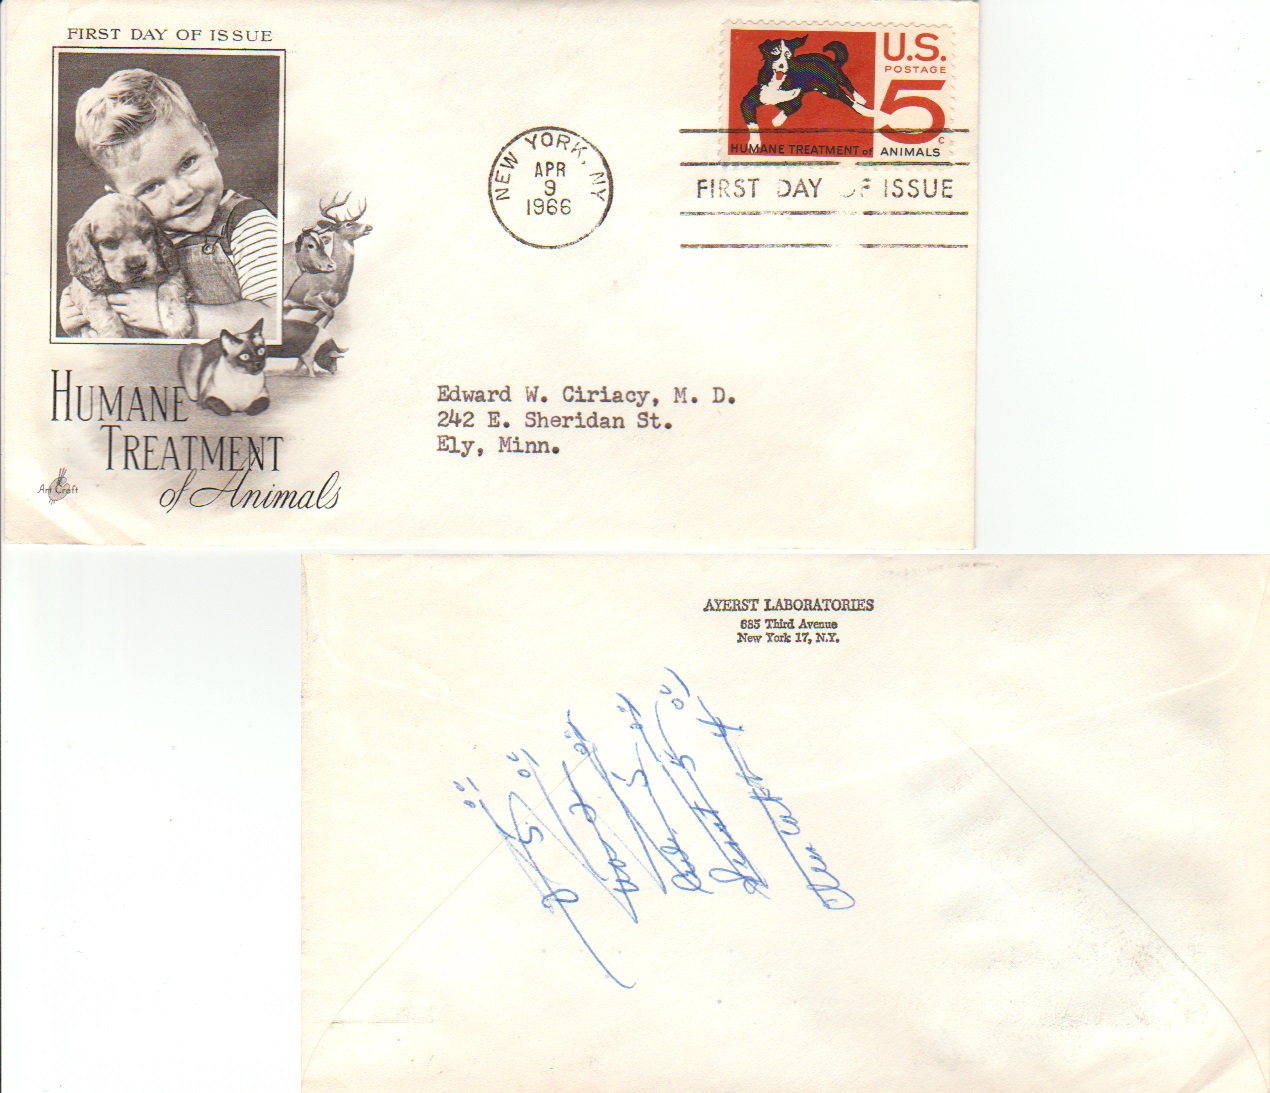 FIRST DAY OF ISSUE
U.S.
POSTAGE
5c
HUMANE TREATMENT of ANIMALS
NEW YORK, NY
APR
9
1966
FIRST DAY OF ISSUE
HUMANE
TREATMENT
of Animals
Art Craft
Edward W. Ciriacy, M. D.
242 E. Sheridan St.
Ely, Minn.
AYERST LABORATORIES
685 Third Avenue
New York 17, N.Y.